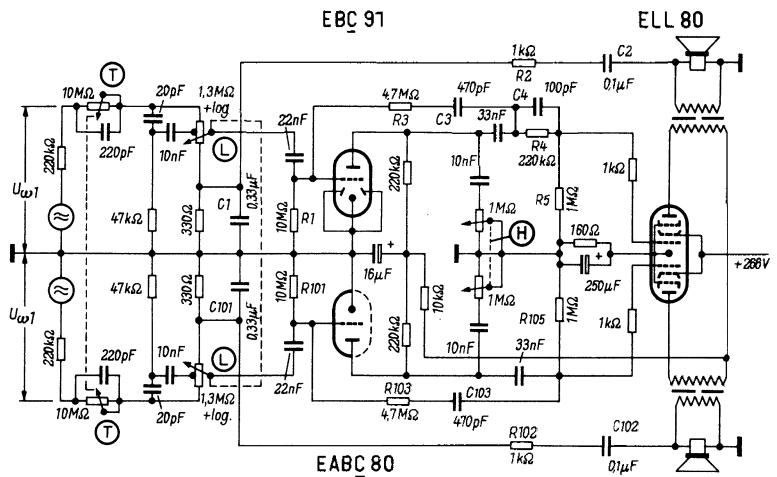 EBC 91
ELL 80
1kΩ
R2
C2
0,1µF
T
10MΩ
220pF
20pF
1,3MΩ
+log.
10nF
L
22nF
4,7MΩ
R3
470pF
C3
33nF
C4
100pF
R4
220kΩ
220kΩ
10nF
1kΩ
Uω1
220kΩ
47kΩ
330Ω
C1
0,33µF
R1
10MΩ
1MΩ
H
R5
1MΩ
160Ω
+
250µF
+
16µF
+266V
Uω1
220kΩ
47kΩ
330Ω
C101
0,33µF
R101
10MΩ
220kΩ
10kΩ
1MΩ
10nF
R105
1MΩ
1kΩ
33nF
220pF
10nF
L
22nF
10MΩ
T
20pF
1,3MΩ
+log.
R103
4,7MΩ
C103
470pF
EABC 80
R102
1kΩ
C102
0,1µF